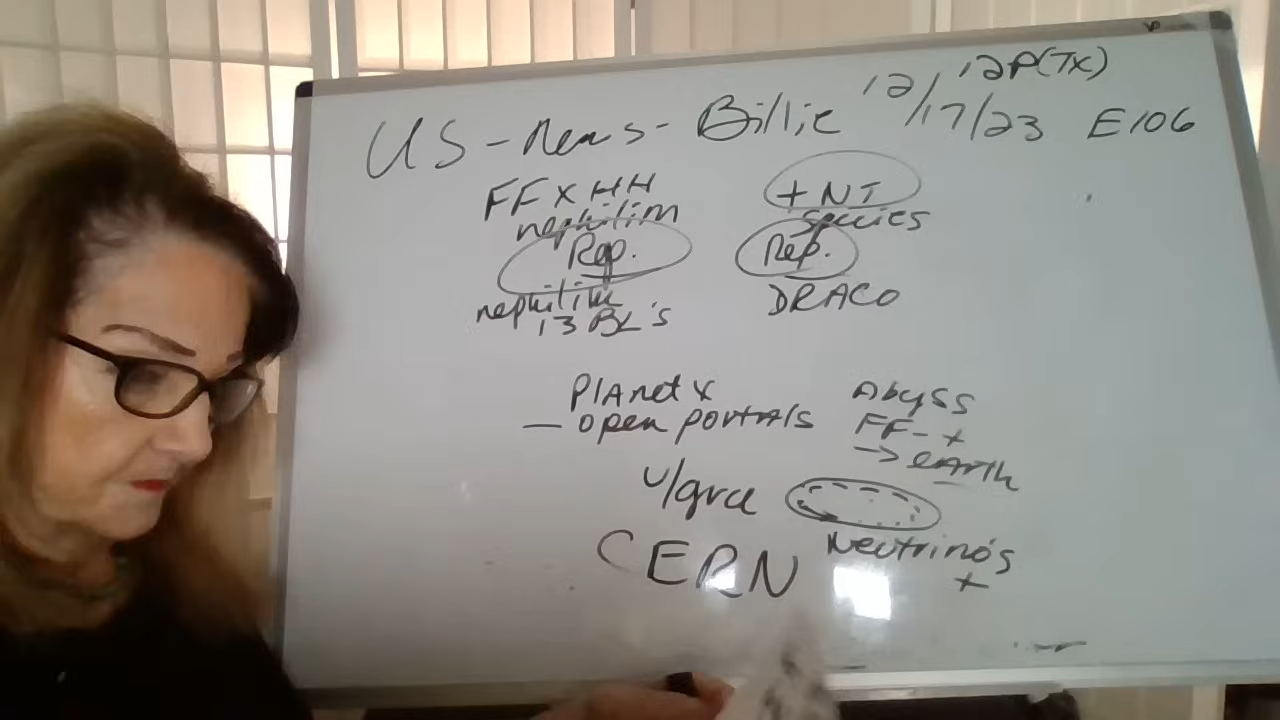 12P(TX)
US-News-Billie 12/17/23 E106
FF X HH
nephilim
Rep.
nephilim
13 BL's
+ NT
species
Rep.
DRACO
Planet X
— open portals
Abyss
FF - +
→ earth
u/grd
CERN
Neutrino's
+